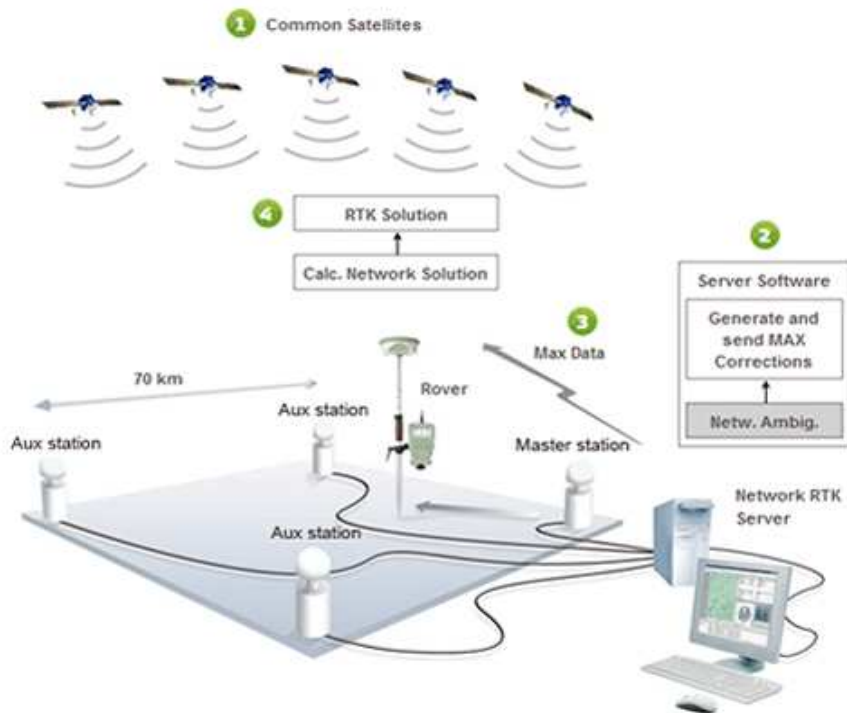 1 Common Satellites
4 RTK Solution
Calc. Network Solution
2
Server Software
Generate and
send MAX
Corrections
Netw. Ambig.
3
Max Data
70 km
Rover
Aux station
Aux station
Master station
Aux station
Network RTK
Server